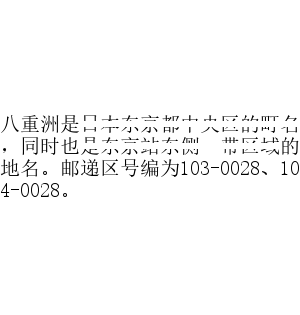 八重洲是日本东京都中央区的町名
，同时也是东京站东侧一带区域的
地名。邮递区号编为103-0028、10
4-0028。